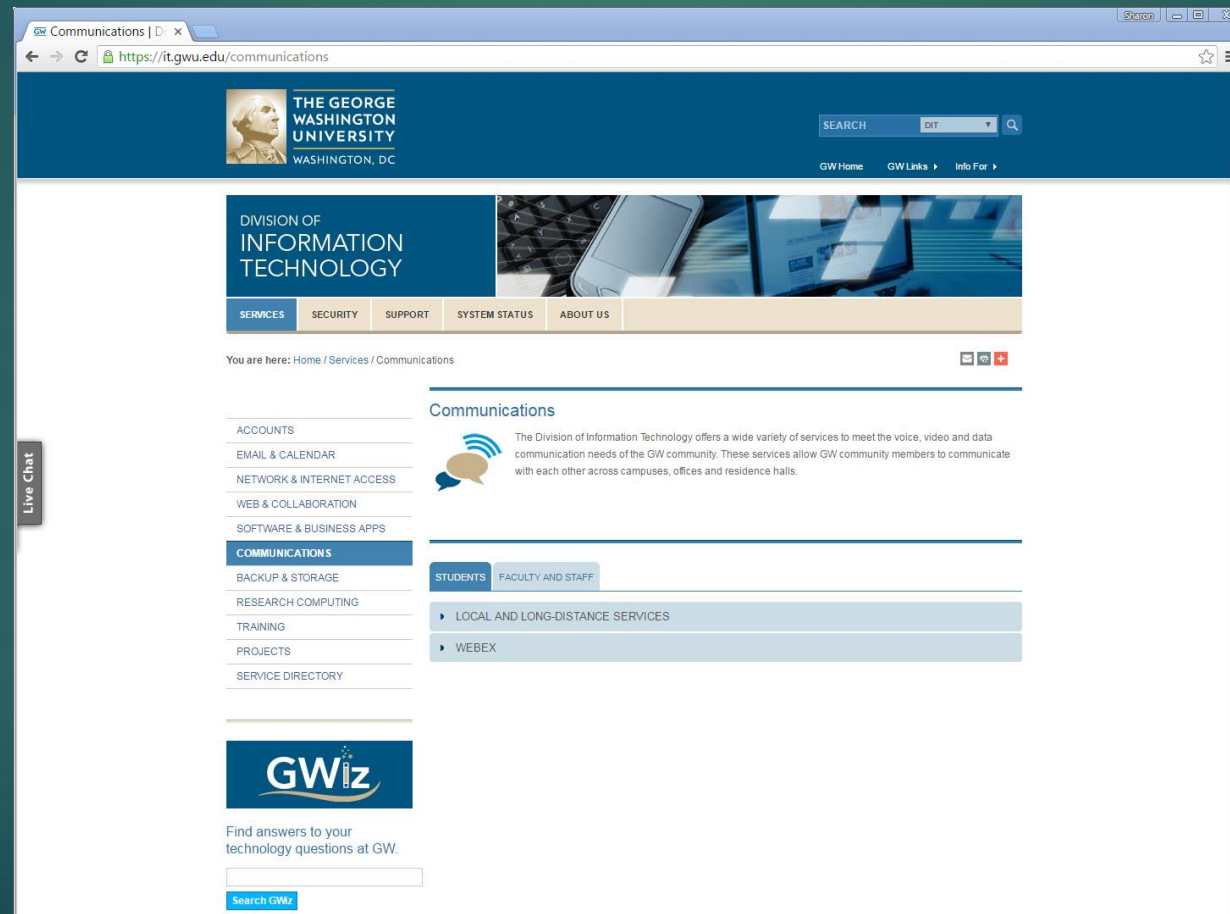 Sharon
GW Communications | Di
https://it.gwu.edu/communications
THE GEORGE
WASHINGTON
UNIVERSITY
WASHINGTON, DC
SEARCH DIT
GW Home GW Links Info For
DIVISION OF
INFORMATION
TECHNOLOGY
SERVICES SECURITY SUPPORT SYSTEM STATUS ABOUT US
You are here: Home / Services / Communications
Live Chat
ACCOUNTS
EMAIL & CALENDAR
NETWORK & INTERNET ACCESS
WEB & COLLABORATION
SOFTWARE & BUSINESS APPS
COMMUNICATIONS
BACKUP & STORAGE
RESEARCH COMPUTING
TRAINING
PROJECTS
SERVICE DIRECTORY
Communications
The Division of Information Technology offers a wide variety of services to meet the voice, video and data
communication needs of the GW community. These services allow GW community members to communicate
with each other across campuses, offices and residence halls.
STUDENTS FACULTY AND STAFF
LOCAL AND LONG-DISTANCE SERVICES
WEBEX
GWiz
Find answers to your
technology questions at GW.
Search GWiz